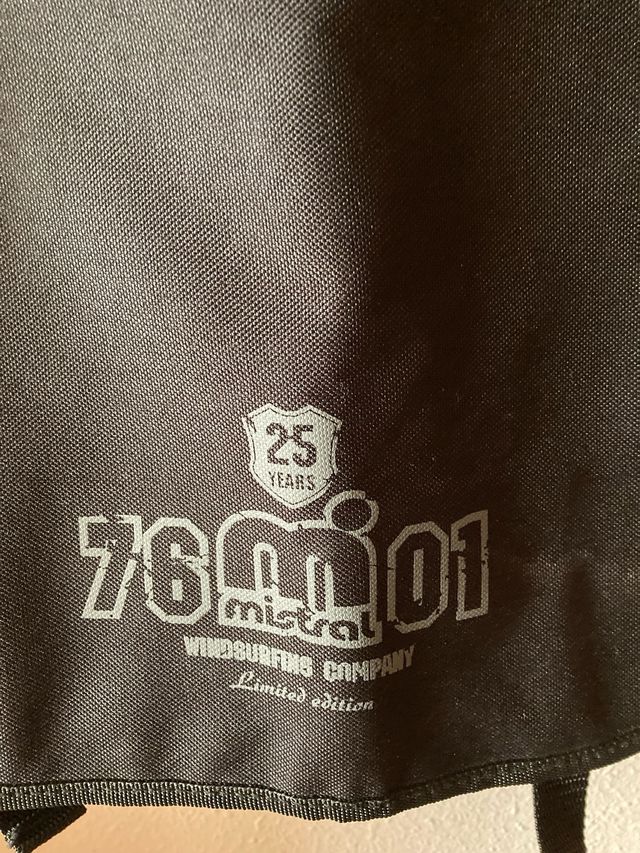 25
YEARS
76 m 01
mistral
WINDSURFING COMPANY
Limited edition